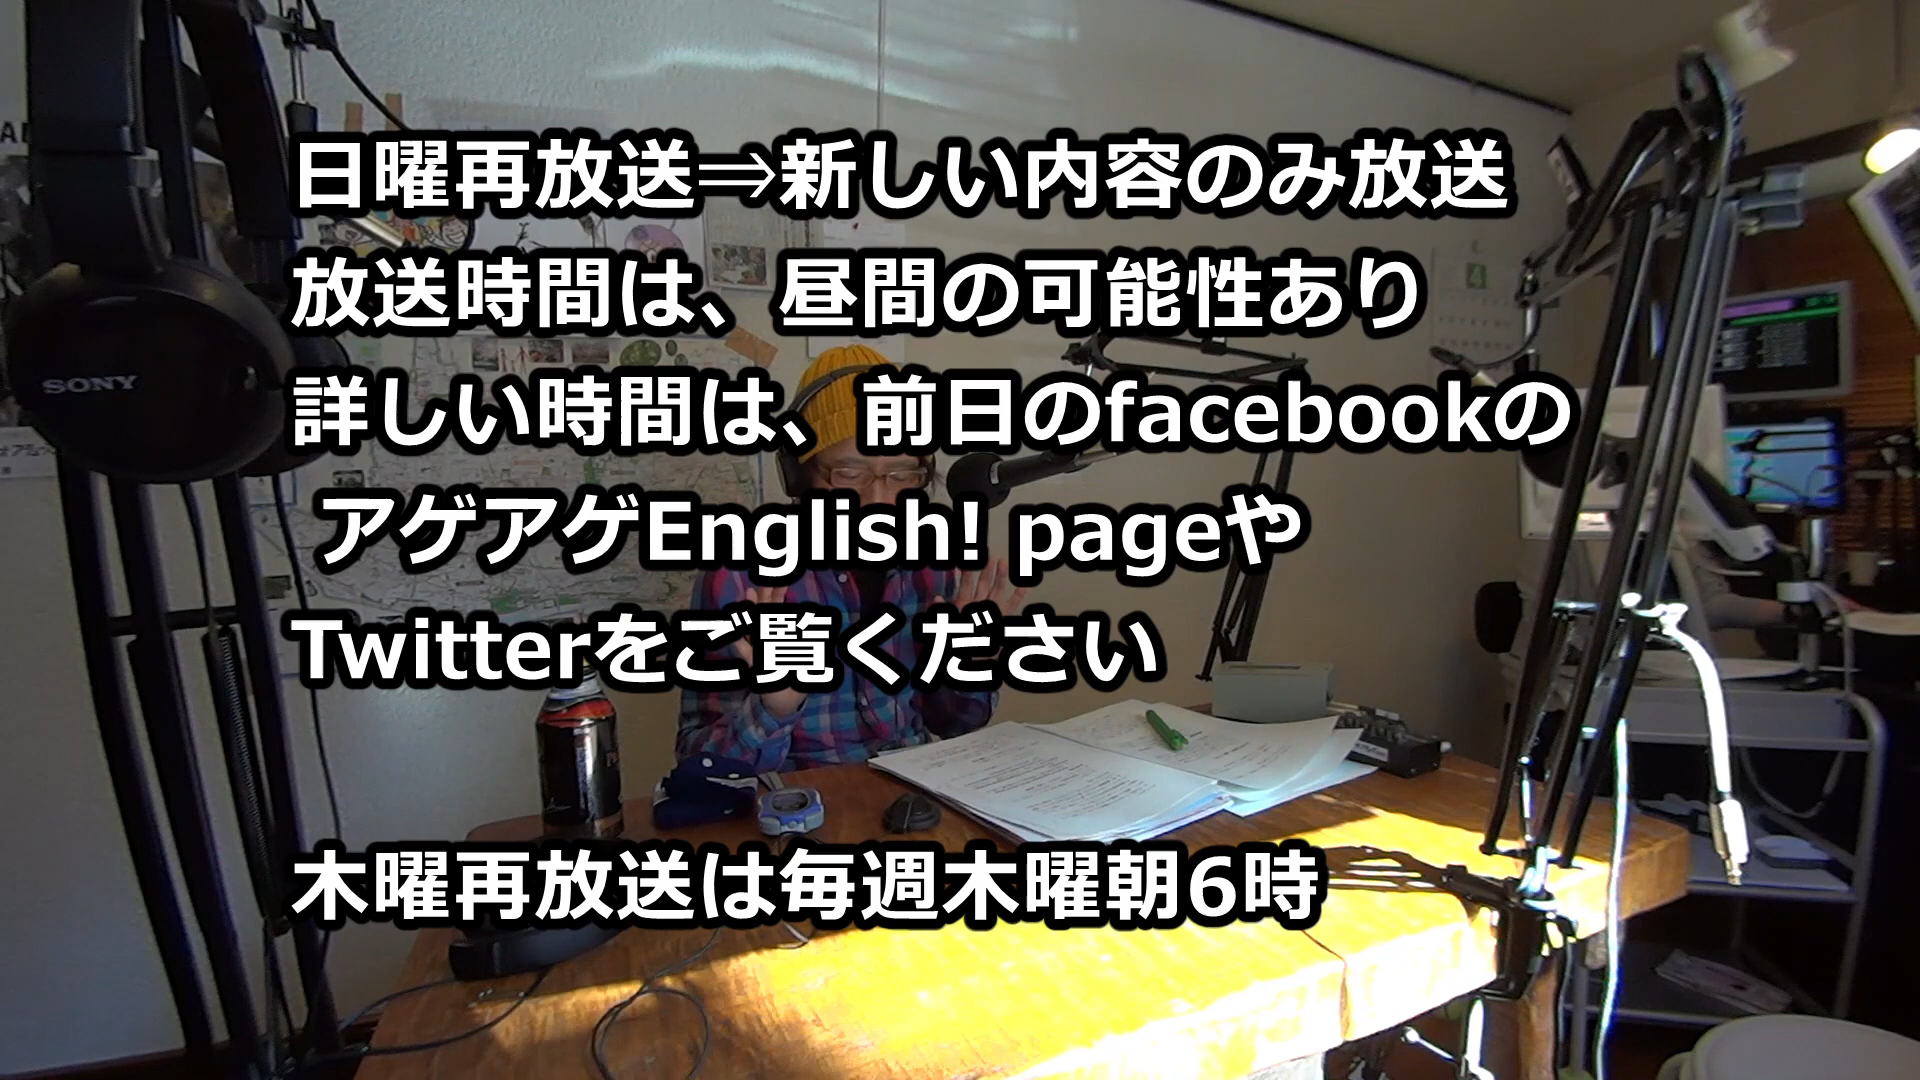 日曜再放送⇒新しい内容のみ放送
放送時間は、昼間の可能性あり
詳しい時間は、前日のfacebookの
アゲアゲEnglish! pageや
Twitterをご覧ください
木曜再放送は毎週木曜朝6時
SONY
4